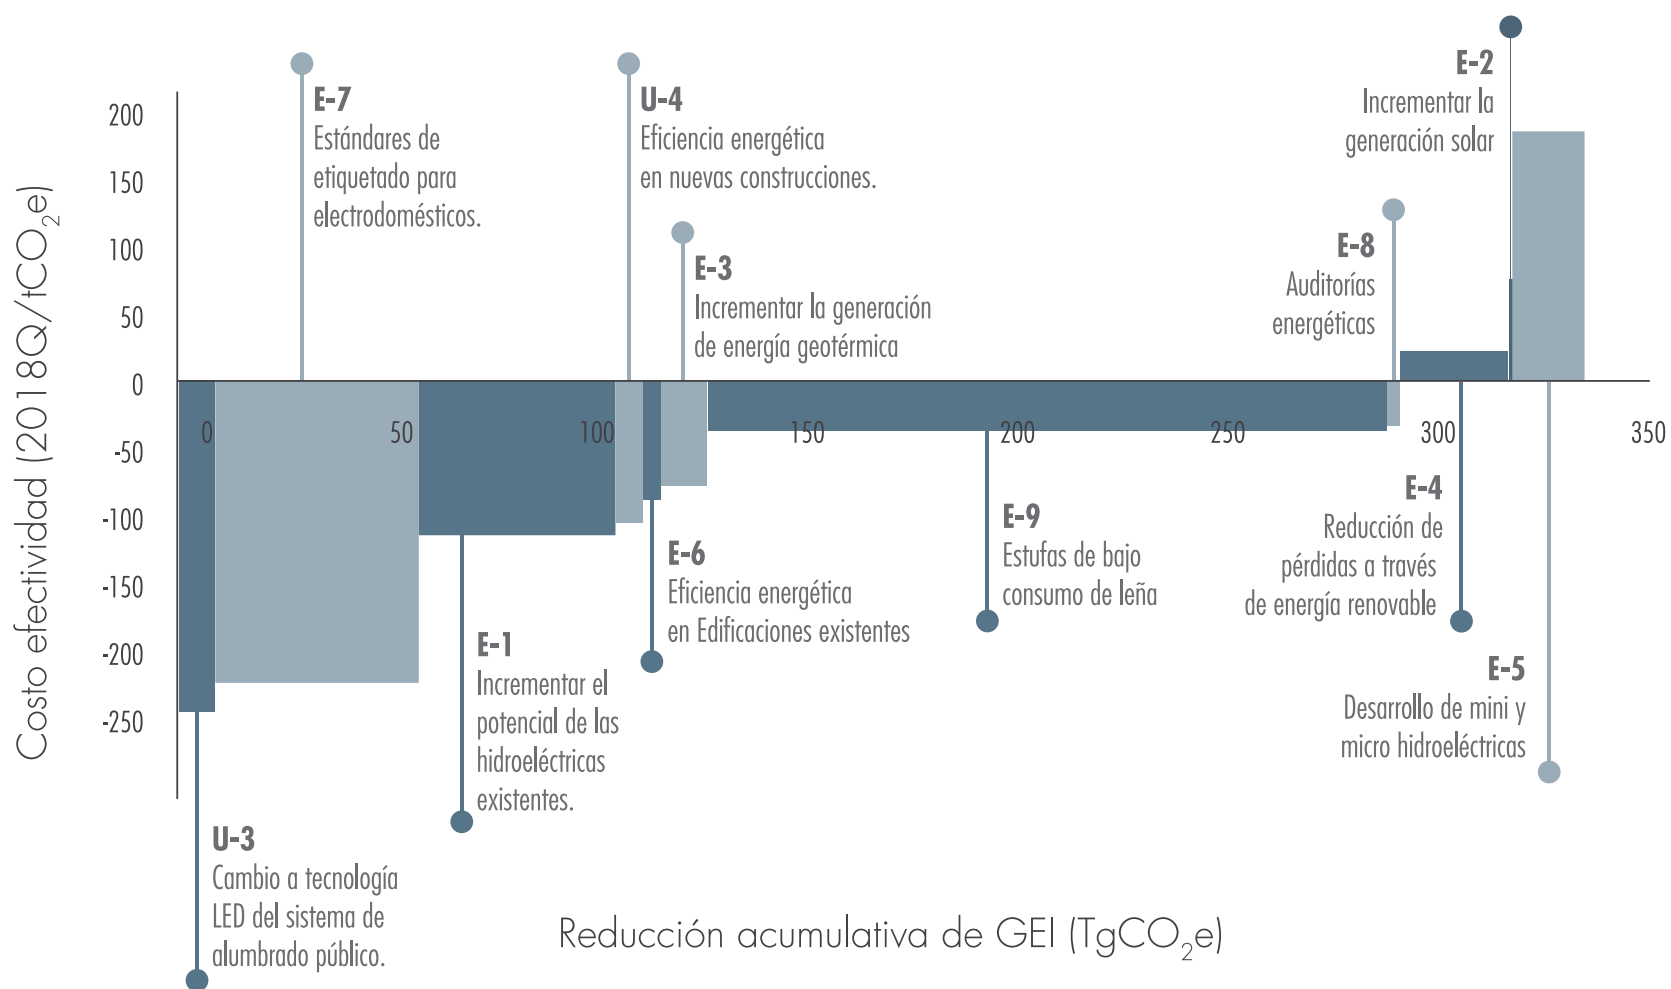 Costo efectividad (2018Q/tCO₂e)
200
150
100
50
0
-50
-100
-150
-200
-250
0
50
100
150
200
250
300
350
E-7
Estándares de
etiquetado para
electrodomésticos.
U-4
Eficiencia energética
en nuevas construcciones.
E-3
Incrementar la generación
de energía geotérmica
E-2
Incrementar la
generación solar
E-8
Auditorías
energéticas
U-3
Cambio a tecnología
LED del sistema de
alumbrado público.
E-1
Incrementar el
potencial de las
hidroeléctricas
existentes.
E-6
Eficiencia energética
en Edificaciones existentes
E-9
Estufas de bajo
consumo de leña
E-4
Reducción de
pérdidas a través
de energía renovable
E-5
Desarrollo de mini y
micro hidroeléctricas
Reducción acumulativa de GEI (TgCO₂e)